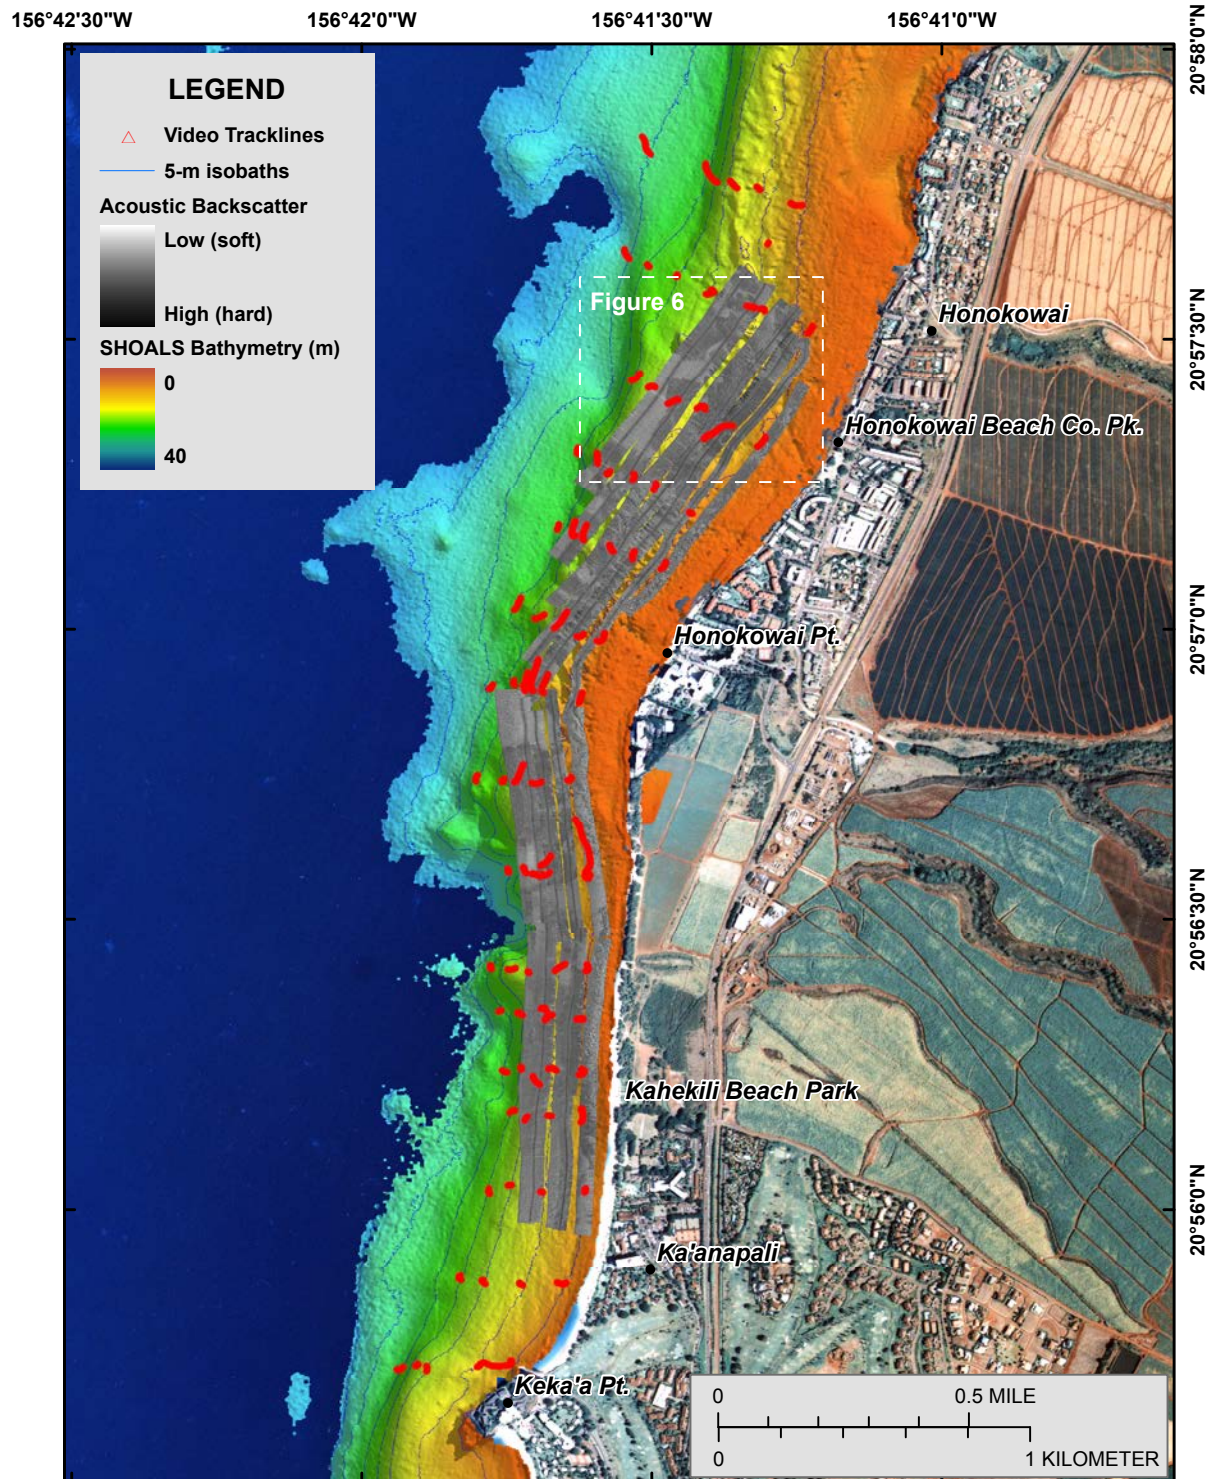 156°42'30"W 156°42'0"W 156°41'30"W 156°41'0"W
20°58'0"N
LEGEND
Video Tracklines
5-m isobaths
Acoustic Backscatter
Low (soft)
High (hard)
SHOALS Bathymetry (m)
0
40
Figure 6
20°57'30"N
Honokowai
Honokowai Beach Co. Pk.
20°57'0"N
Honokowai Pt.
20°56'30"N
Kahekili Beach Park
20°56'0"N
Ka'anapali
Keka'a Pt.
0 0.5 MILE
0 1 KILOMETER